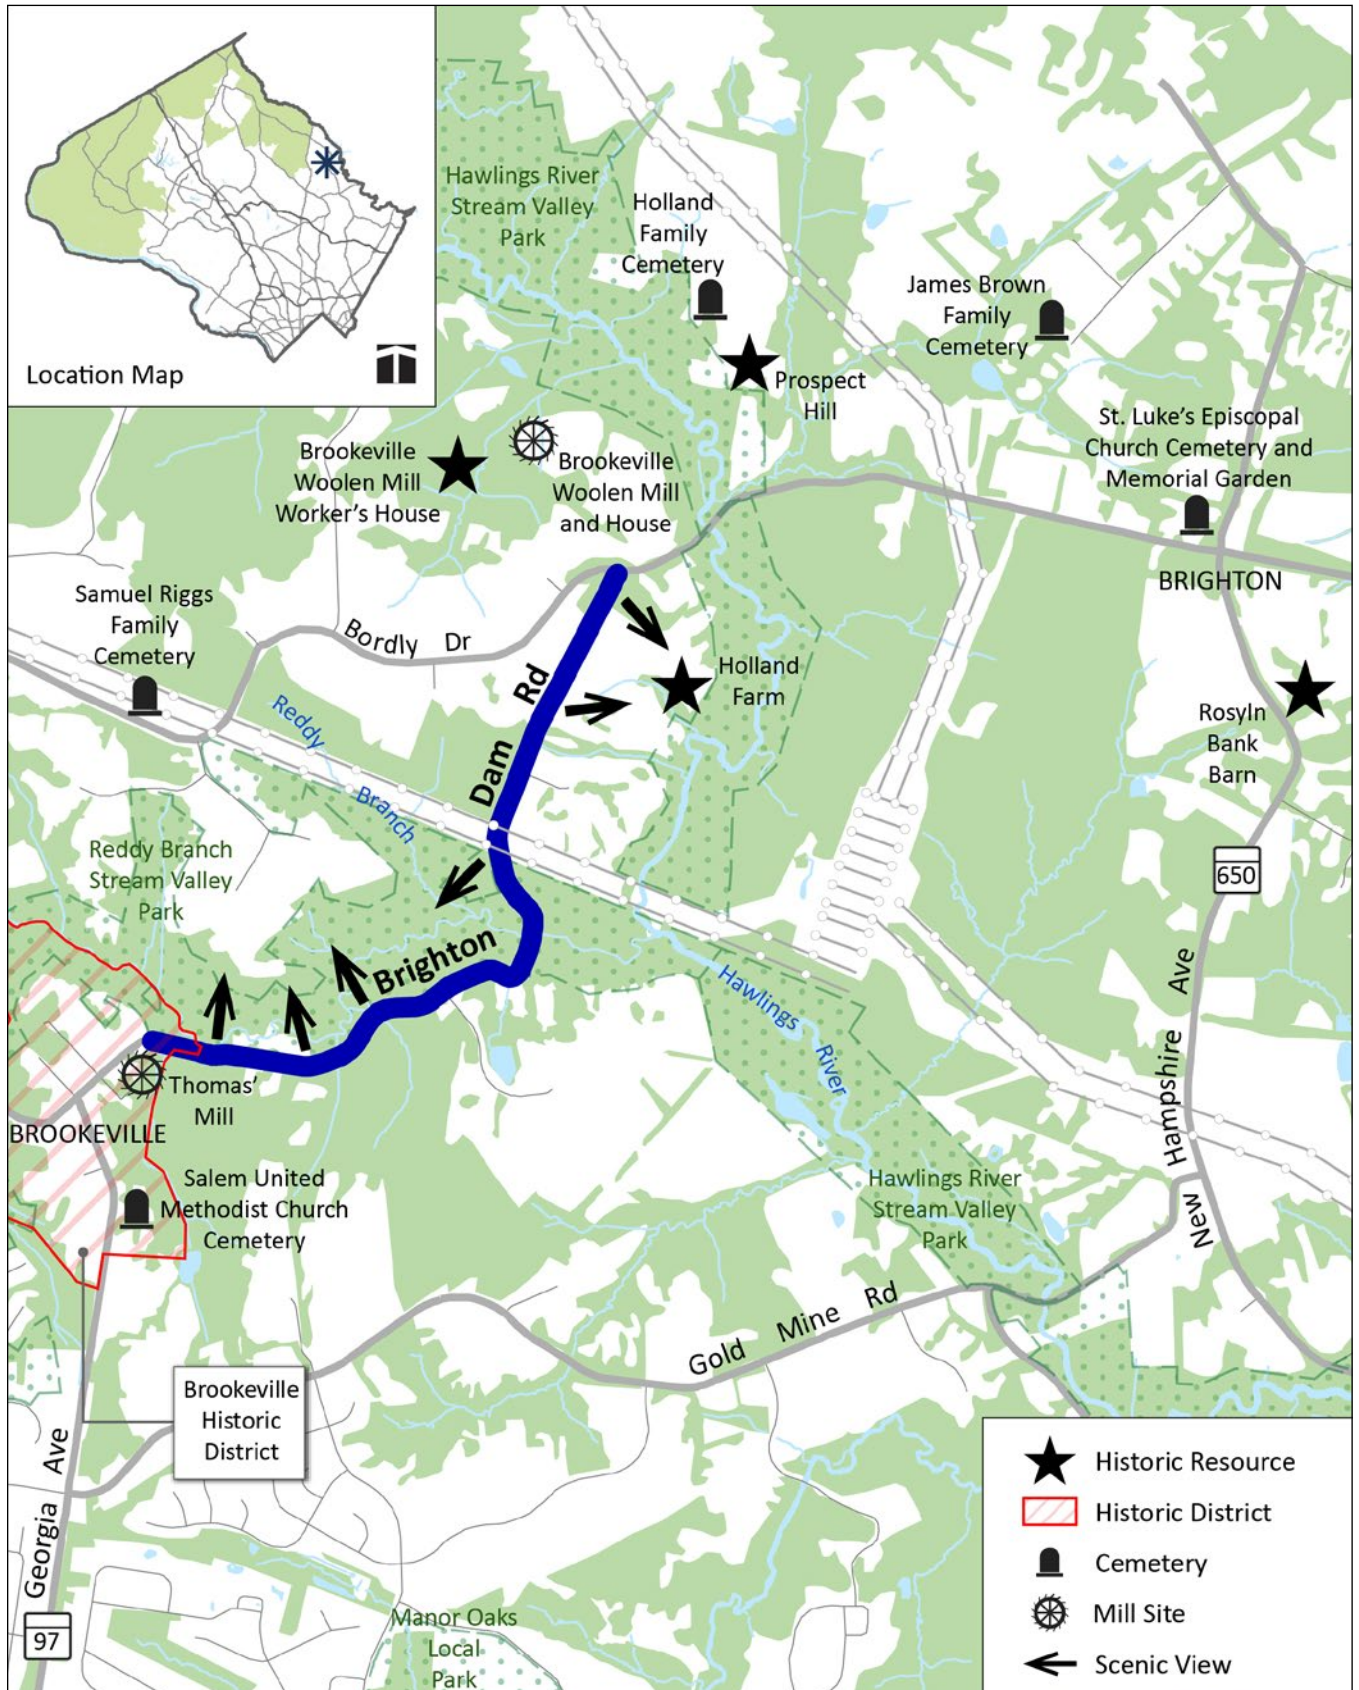 Location Map
Hawlings River
Stream Valley
Park
Holland
Family
Cemetery
James Brown
Family
Cemetery
Prospect
Hill
St. Luke's Episcopal
Church Cemetery and
Memorial Garden
Brookeville
Woolen Mill
Worker's House
Brookeville
Woolen Mill
and House
BRIGHTON
Samuel Riggs
Family
Cemetery
Bordly Dr
Holland
Farm
Rosyln
Bank
Barn
Reddy
Branch
Brighton Dam Rd
Reddy Branch
Stream Valley
Park
650
Hawlings
River
New Hampshire Ave
Thomas'
Mill
BROOKEVILLE
Salem United
Methodist Church
Cemetery
Hawlings River
Stream Valley
Park
Gold Mine Rd
Brookeville
Historic
District
Georgia Ave
97
Manor Oaks
Local
Park
Historic Resource
Historic District
Cemetery
Mill Site
Scenic View